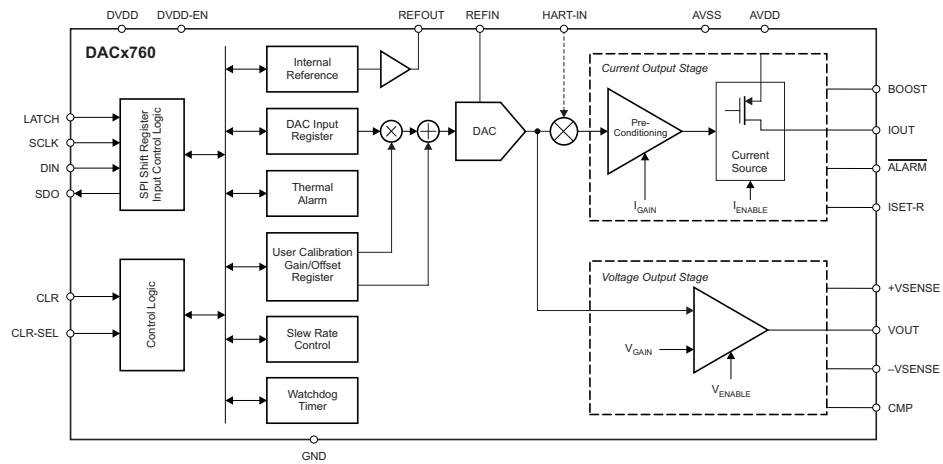 DVDD
DVDD-EN
REFOUT
REFIN
HART-IN
AVSS
AVDD
DACx760
LATCH
SCLK
DIN
SDO
SPI Shift Register
Input Control Logic
CLR
CLR-SEL
Control Logic
Internal
Reference
DAC Input
Register
Thermal
Alarm
User Calibration
Gain/Offset
Register
Slew Rate
Control
Watchdog
Timer
DAC
Current Output Stage
Pre-
Conditioning
Current
Source
IGAIN
IENABLE
Voltage Output Stage
VGAIN
VENABLE
BOOST
IOUT
ALARM
ISET-R
+VSENSE
VOUT
–VSENSE
CMP
GND